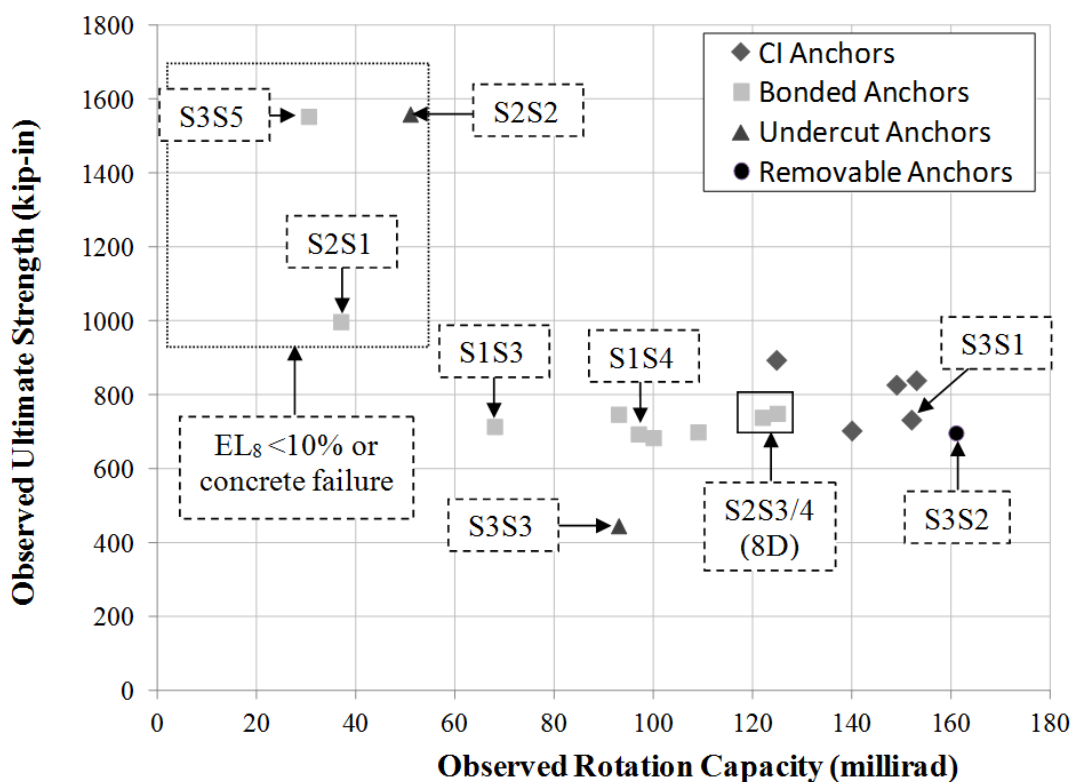 Observed Ultimate Strength (kip-in)
1800
1600
1400
1200
1000
800
600
400
200
0
CI Anchors
Bonded Anchors
Undercut Anchors
Removable Anchors
S3S5
S2S2
S2S1
S1S3
S1S4
S3S1
EL₈ <10% or
concrete failure
S3S3
S2S3/4
(8D)
S3S2
0 20 40 60 80 100 120 140 160 180
Observed Rotation Capacity (millirad)